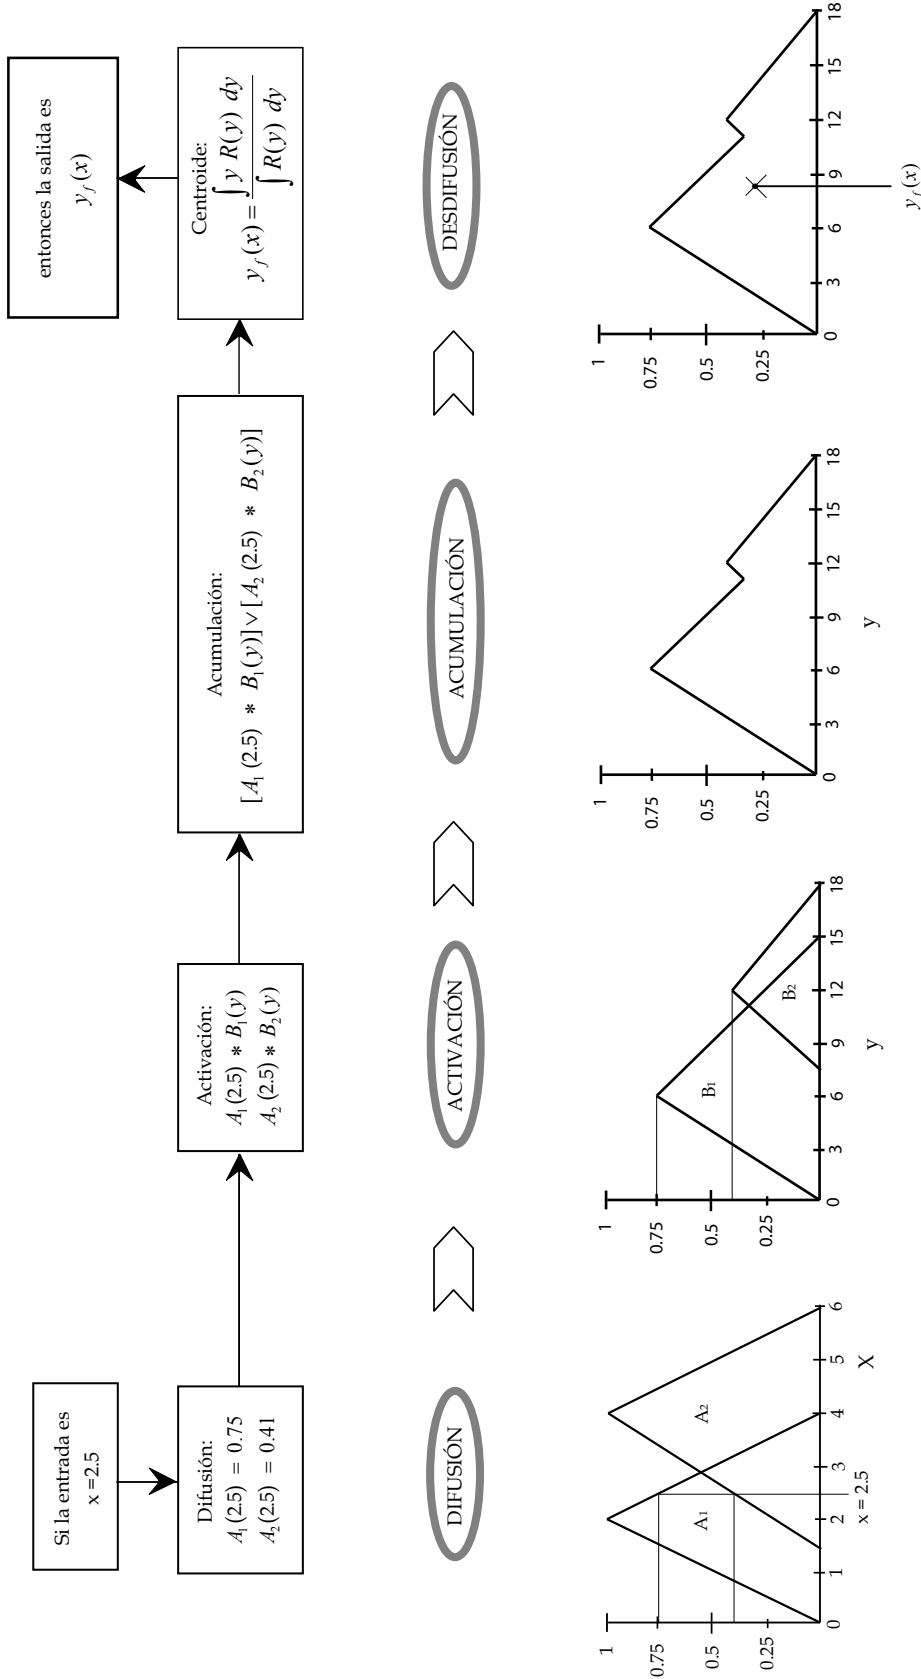 Si la entrada es
x = 2.5
Difusión:
A₁(2.5) = 0.75
A₂(2.5) = 0.41
Activación:
A₁(2.5) * B₁(y)
A₂(2.5) * B₂(y)
Acumulación:
[A₁(2.5) * B₁(y)] ∨ [A₂(2.5) * B₂(y)]
Centroide:
y_f(x) = ∫ y R(y) dy / ∫ R(y) dy
entonces la salida es
y_f(x)
DIFUSIÓN
ACTIVACIÓN
ACUMULACIÓN
DESDIFUSIÓN
1
0.75
0.5
0.25
A₁
A₂
0 1 2 3 4 5 6
x = 2.5
X
1
0.75
0.5
0.25
B₁
B₂
0 3 6 9 12 15 18
y
1
0.75
0.5
0.25
0 3 6 9 12 15 18
y
1
0.75
0.5
0.25
0 3 6 9 12 15 18
y_f(x)